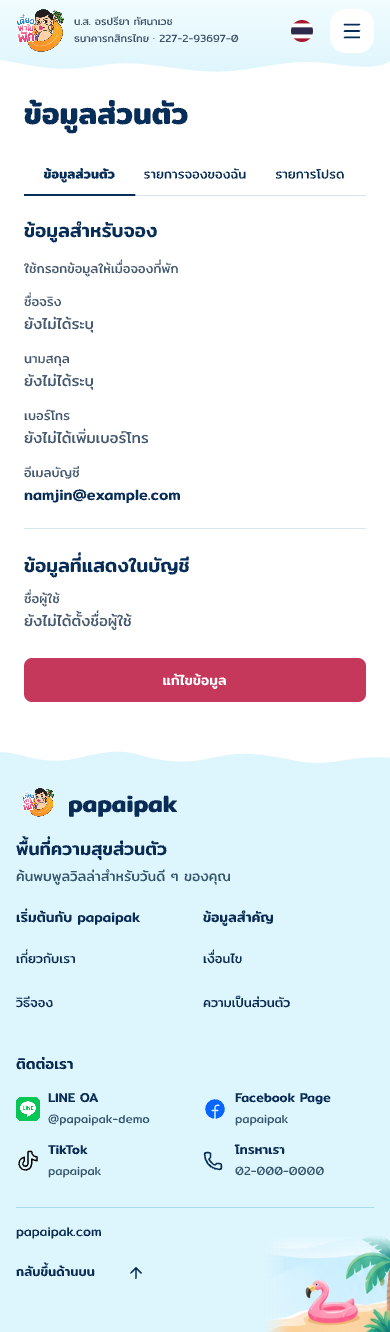 น.ส. อรปรียา ทัศนาเวช
ธนาคารกสิกรไทย · 227-2-93697-0
ข้อมูลส่วนตัว
ข้อมูลส่วนตัว รายการจองของฉัน รายการโปรด
ข้อมูลสำหรับจอง
ใช้กรอกข้อมูลให้เมื่อจองที่พัก
ชื่อจริง
ยังไม่ได้ระบุ
นามสกุล
ยังไม่ได้ระบุ
เบอร์โทร
ยังไม่ได้เพิ่มเบอร์โทร
อีเมลบัญชี
namjin@example.com
ข้อมูลที่แสดงในบัญชี
ชื่อผู้ใช้
ยังไม่ได้ตั้งชื่อผู้ใช้
แก้ไขข้อมูล
papaipak
พื้นที่ความสุขส่วนตัว
ค้นพบพูลวิลล่าสำหรับวันดี ๆ ของคุณ
เริ่มต้นกับ papaipak
เกี่ยวกับเรา
วิธีจอง
ข้อมูลสำคัญ
เงื่อนไข
ความเป็นส่วนตัว
ติดต่อเรา
LINE OA
@papaipak-demo
Facebook Page
papaipak
TikTok
papaipak
โทรหาเรา
02-000-0000
papaipak.com
กลับขึ้นด้านบน